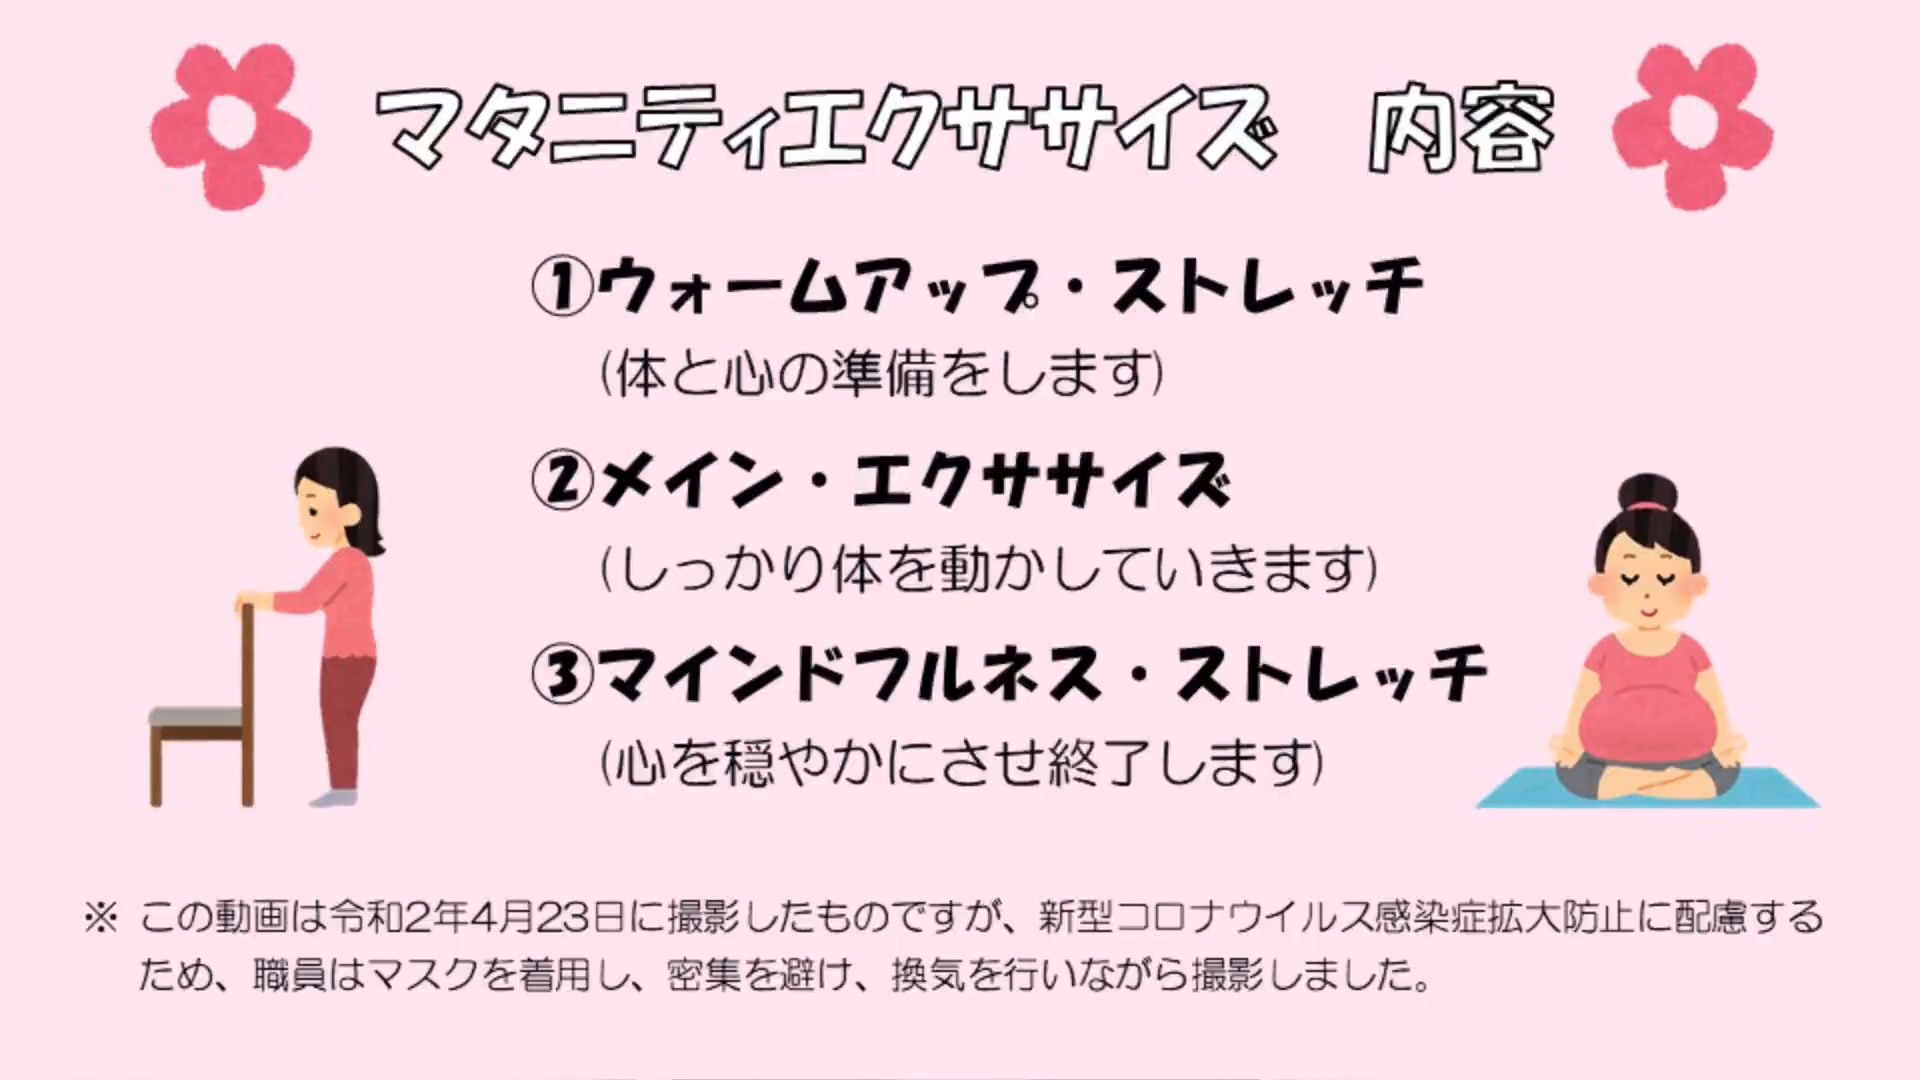 マタニティエクササイズ　内容
①ウォームアップ・ストレッチ
(体と心の準備をします)
②メイン・エクササイズ
(しっかり体を動かしていきます)
③マインドフルネス・ストレッチ
(心を穏やかにさせ終了します)
※ この動画は令和2年4月23日に撮影したものですが、新型コロナウイルス感染症拡大防止に配慮する
ため、職員はマスクを着用し、密集を避け、換気を行いながら撮影しました。